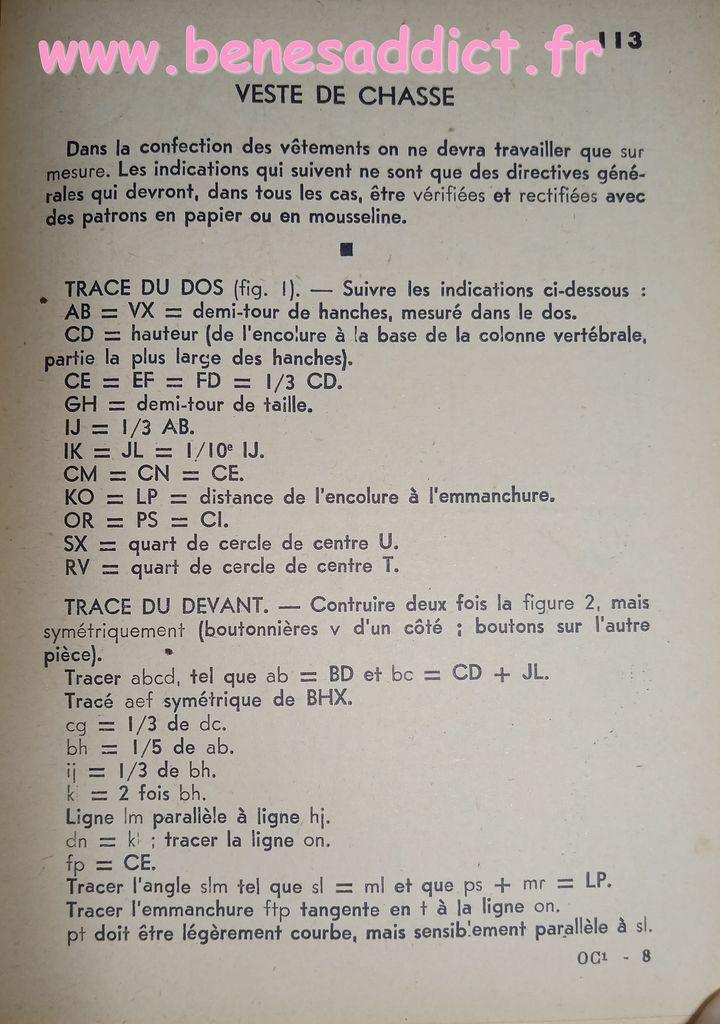 www.benesaddict.fr
113
VESTE DE CHASSE
Dans la confection des vêtements on ne devra travailler que sur
mesure. Les indications qui suivent ne sont que des directives géné-
rales qui devront, dans tous les cas, être vérifiées et rectifiées avec
des patrons en papier ou en mousseline.
TRACE DU DOS (fig. I). — Suivre les indications ci-dessous :
AB = VX = demi-tour de hanches, mesuré dans le dos.
CD = hauteur (de l'encolure à la base de la colonne vertébrale,
partie la plus large des hanches).
CE = EF = FD = 1/3 CD.
GH = demi-tour de taille.
IJ = 1/3 AB.
IK = JL = 1/10e IJ.
CM = CN = CE.
KO = LP = distance de l'encolure à l'emmanchure.
OR = PS = CI.
SX = quart de cercle de centre U.
RV = quart de cercle de centre T.
TRACE DU DEVANT. — Contruire deux fois la figure 2, mais
symétriquement (boutonnières v d'un côté ; boutons sur l'autre
pièce).
Tracer abcd, tel que ab = BD et bc = CD + JL.
Tracé aef symétrique de BHX.
cg = 1/3 de dc.
bh = 1/5 de ab.
ij = 1/3 de bh.
= 2 fois bh.
Ligne lm parallèle à ligne hj.
dn = kl ; tracer la ligne on.
fp = CE.
Tracer l'angle slm tel que sl = ml et que ps + mr = LP.
Tracer l'emmanchure ftp tangente en t à la ligne on.
pt doit être légèrement courbe, mais sensiblement parallèle à sl.
OC1 - 8